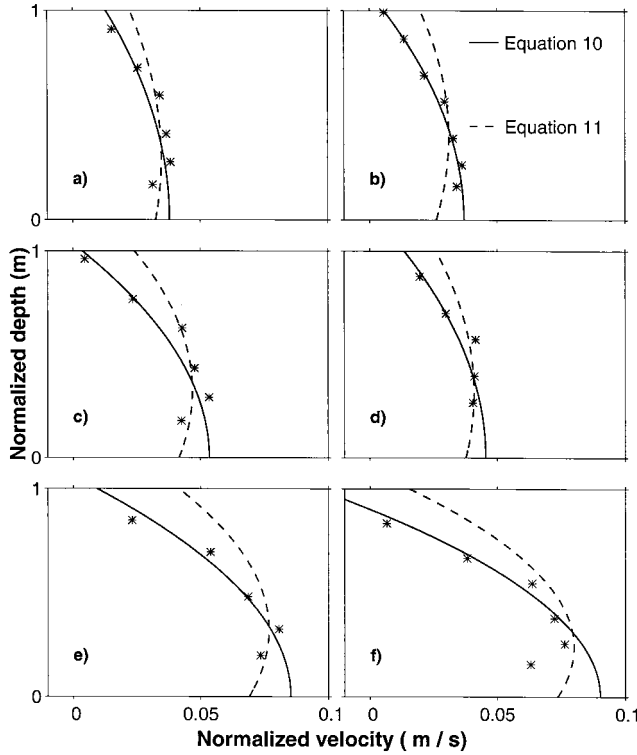 1
Equation 10
Equation 11
a)
b)
0
1
c)
d)
0
1
e)
f)
0
0
0.05
0.1
0
0.05
0.1
Normalized depth (m)
Normalized velocity ( m / s)